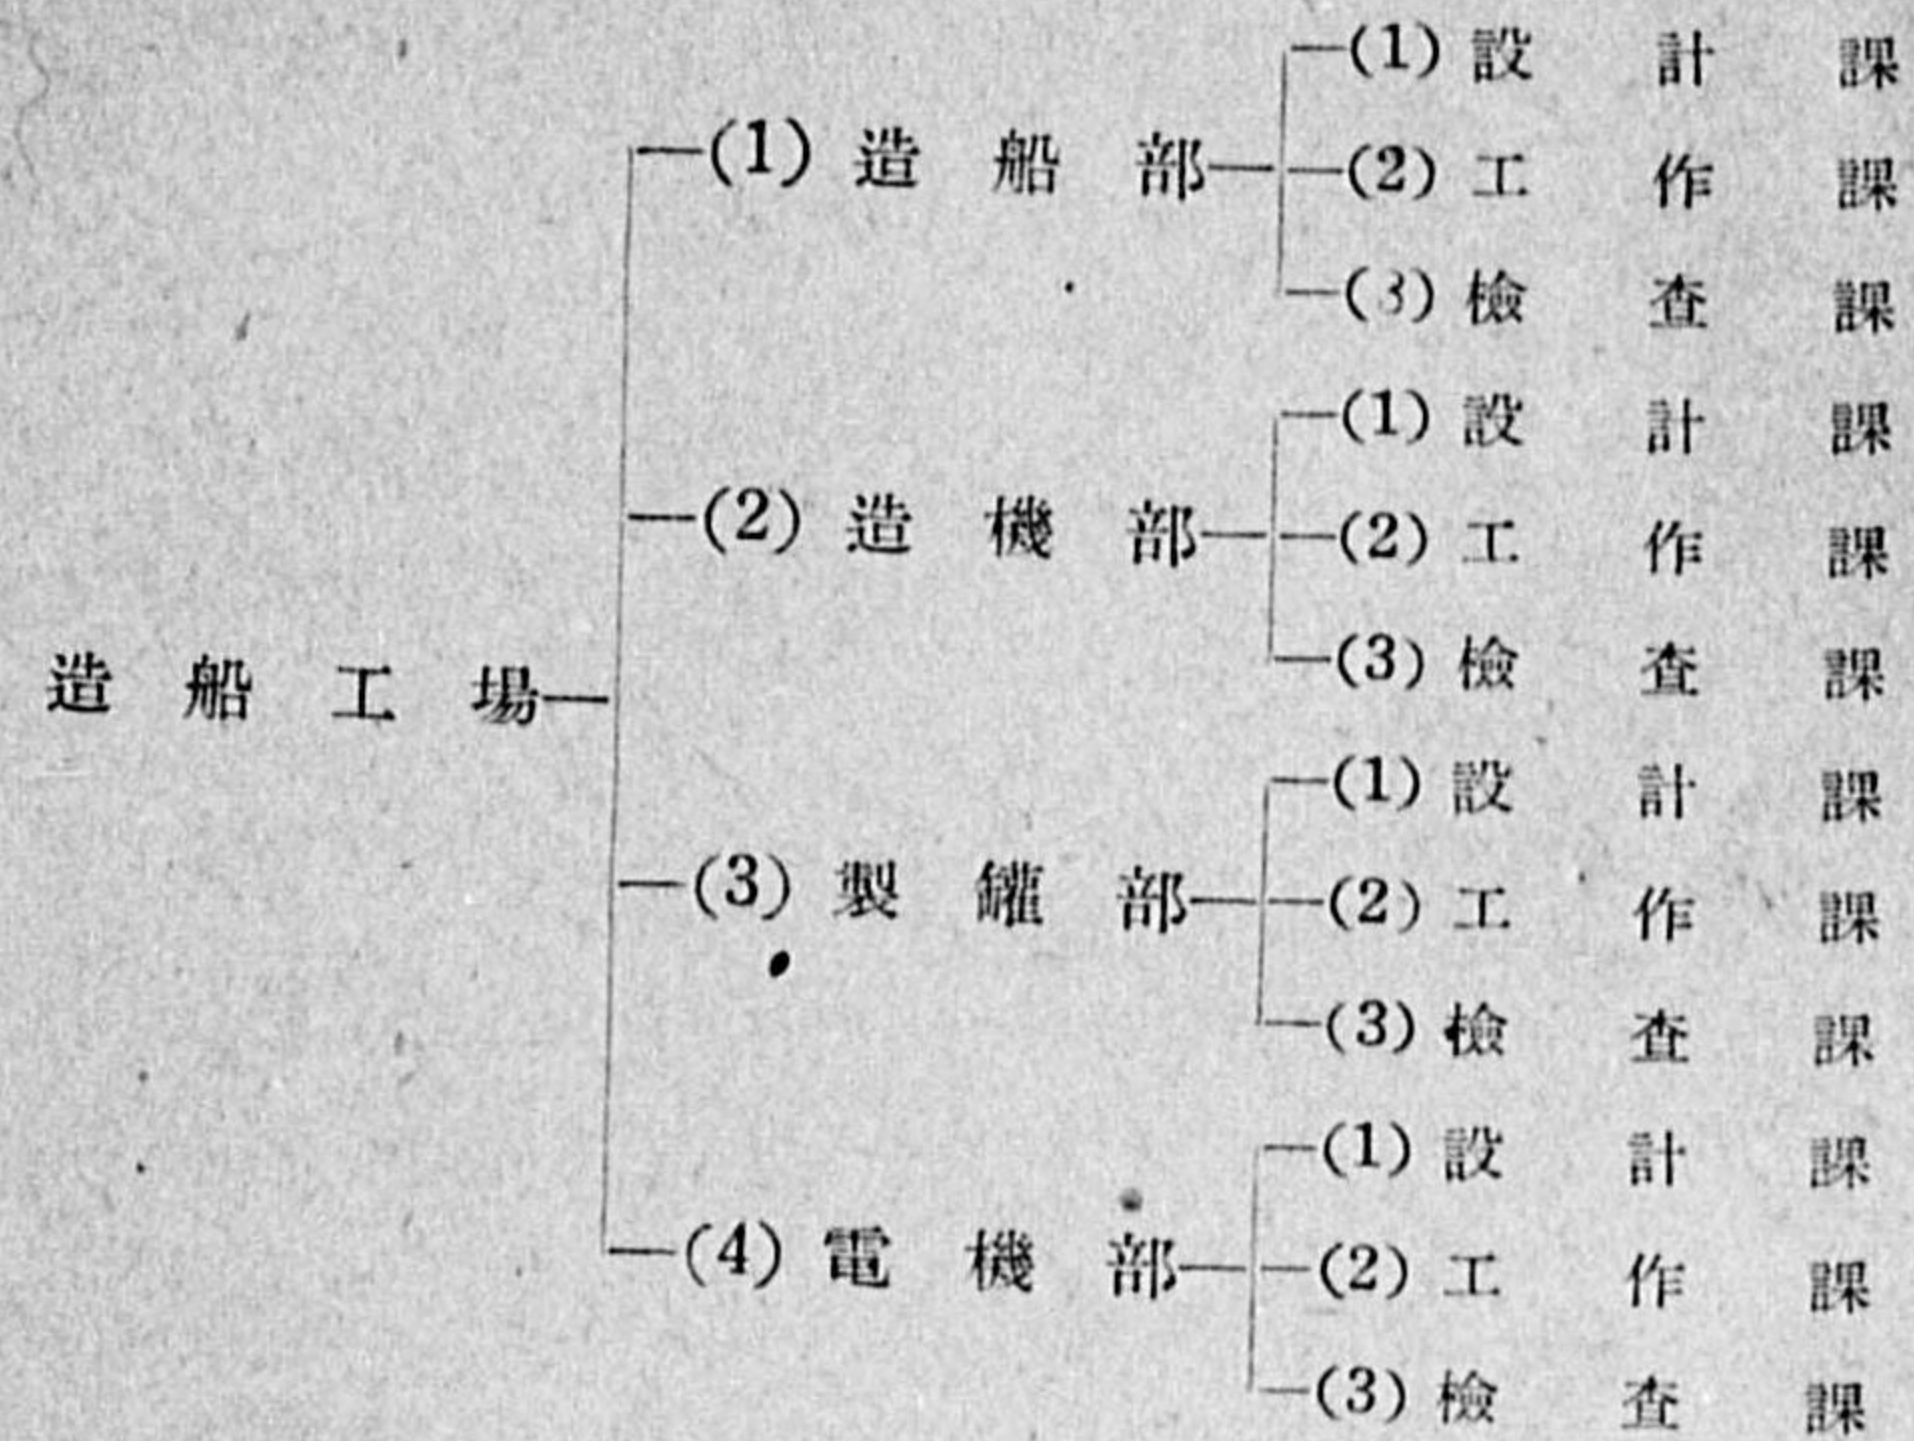 (1)設計課
(1)造船部
(2)工作課
(3)檢査課
(1)設計課
(2)造機部
(2)工作課
(3)檢査課
造船工場
(1)設計課
(3)製罐部
(2)工作課
(3)檢査課
(1)設計課
(4)電機部
(2)工作課
(3)檢査課